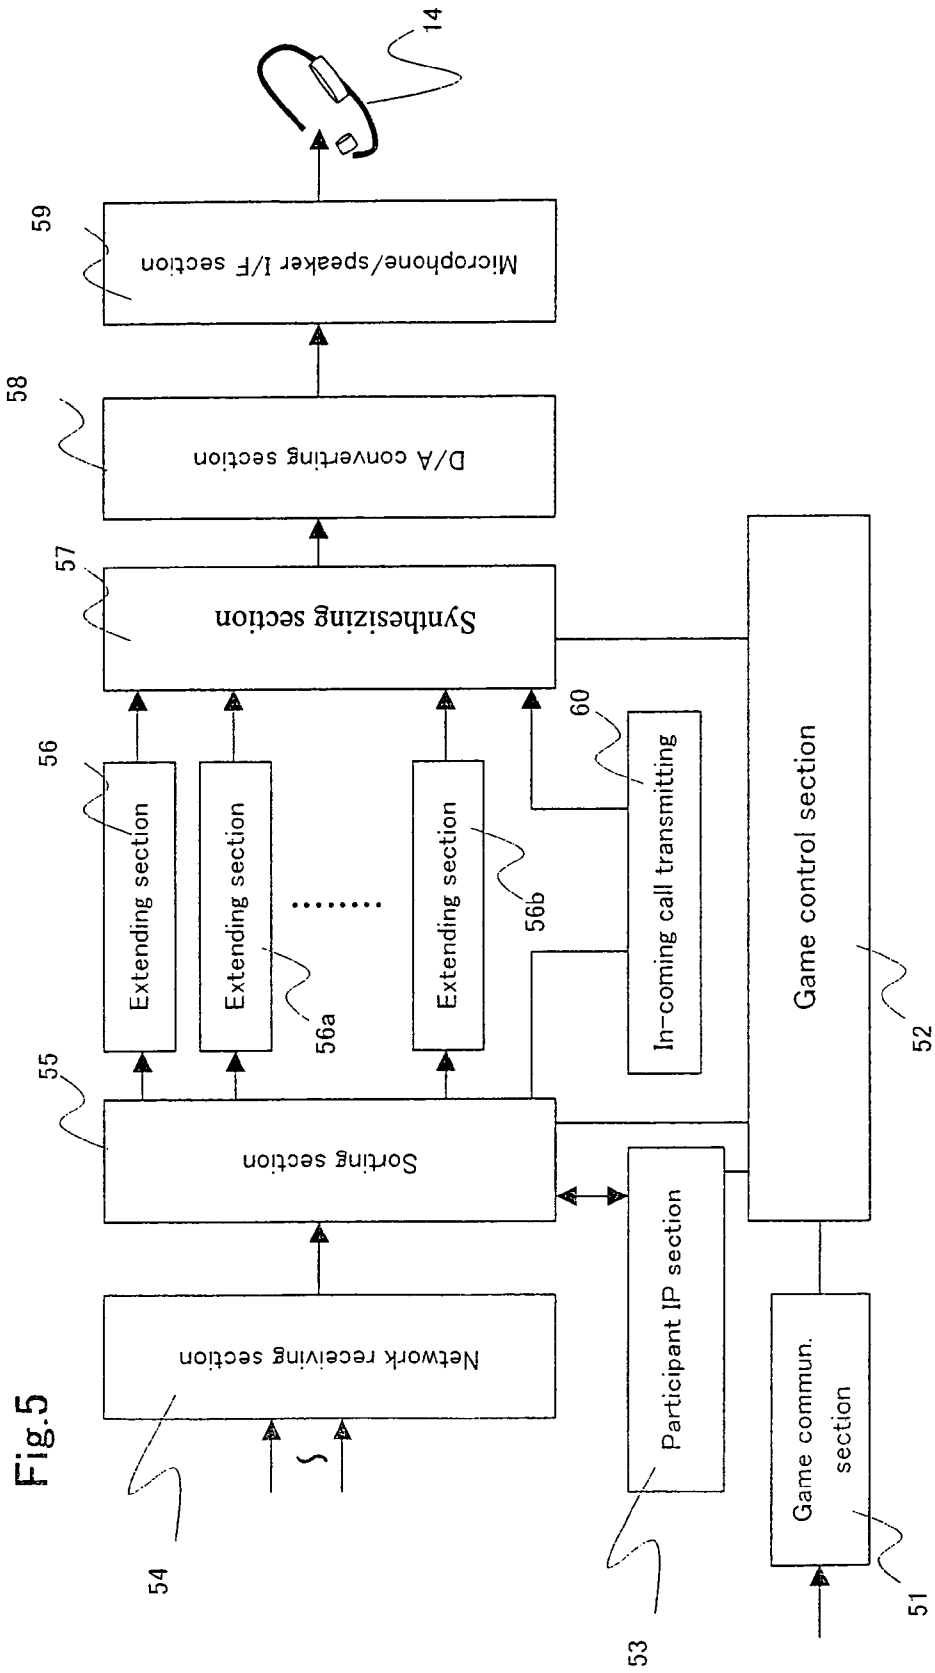 Fig.5
54
Network receiving section
55
Sorting section
56
Extending section
56a
Extending section
56b
Extending section
57
Synthesizing section
58
D/A converting section
59
Microphone/speaker I/F section
14
60
In-coming call transmitting
53
Participant IP section
52
Game control section
51
Game commun.
section